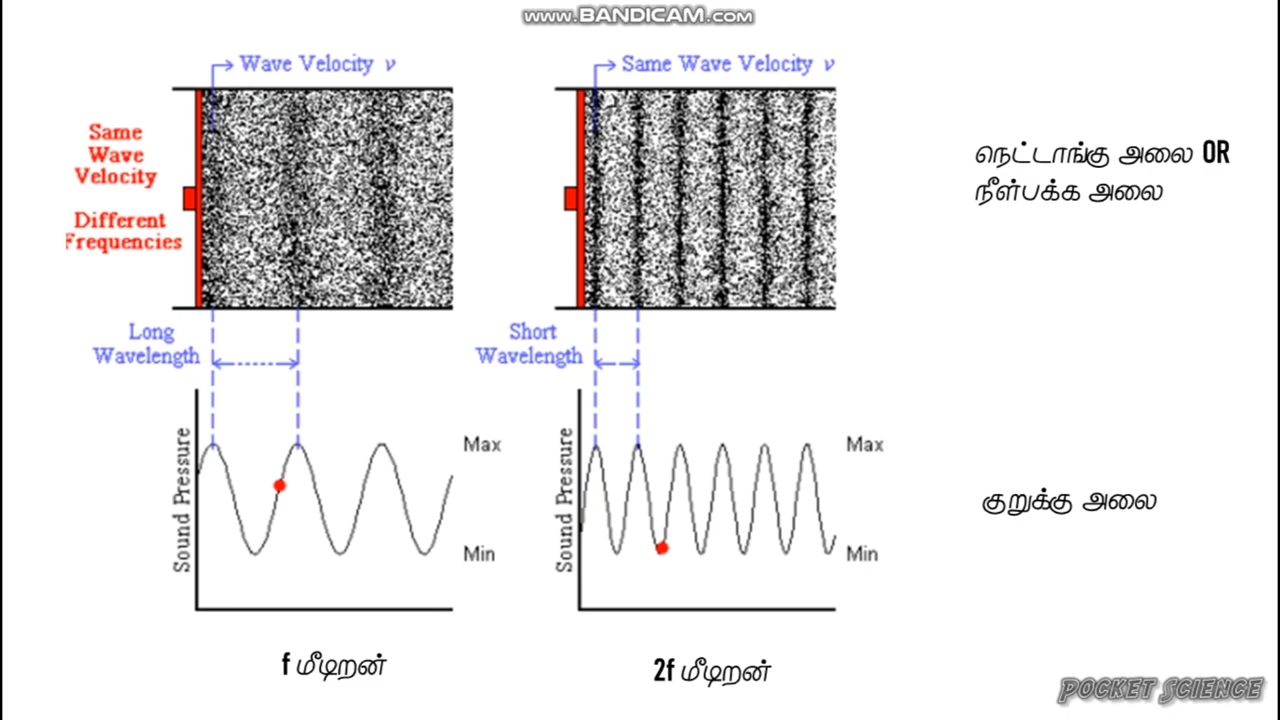 www.BANDICAM.com
Wave Velocity v
Same Wave Velocity v
Same
Wave
Velocity
Different
Frequencies
நெட்டாங்கு அலை OR
நீள்பக்க அலை
Long
Wavelength
Short
Wavelength
Sound Pressure
Max
Min
Sound Pressure
Max
Min
குறுக்கு அலை
f மீடிறன்
2f மீடிறன்
POCKET SCIENCE